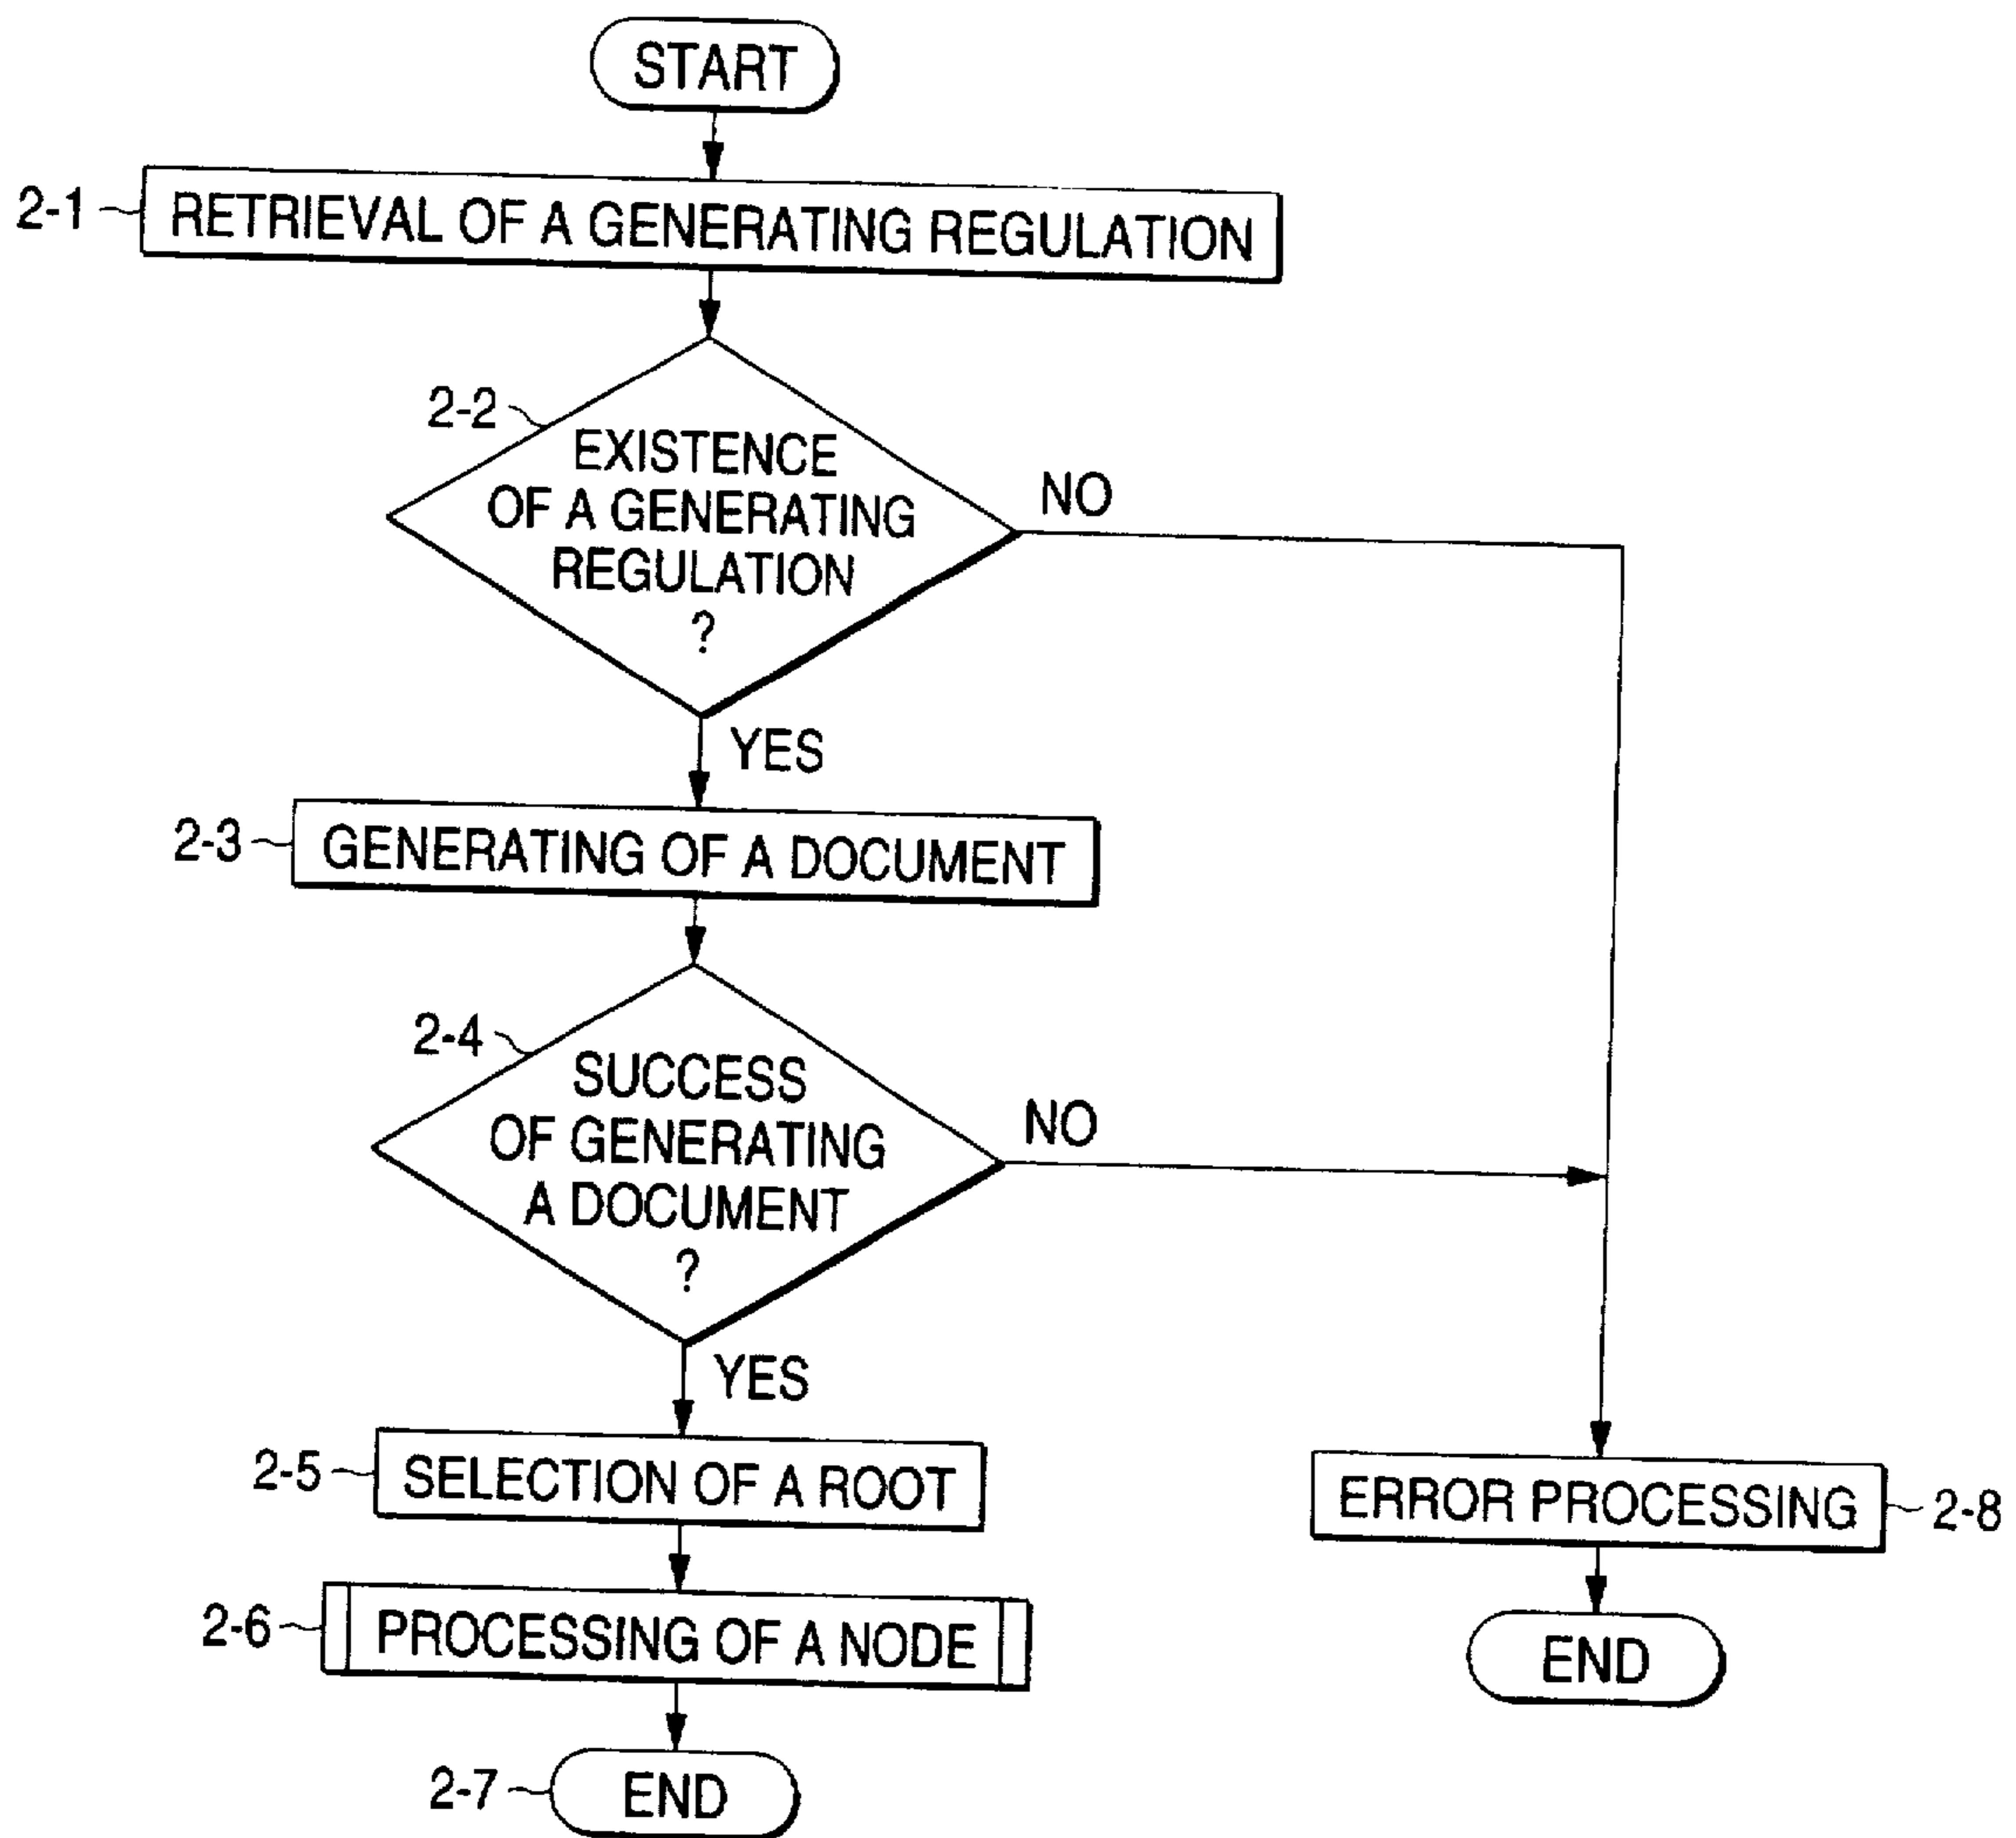 START
2-1
RETRIEVAL OF A GENERATING REGULATION
2-2
EXISTENCE
OF A GENERATING
REGULATION
?
NO
YES
2-3
GENERATING OF A DOCUMENT
2-4
SUCCESS
OF GENERATING
A DOCUMENT
?
NO
YES
2-5
SELECTION OF A ROOT
ERROR PROCESSING
2-8
2-6
PROCESSING OF A NODE
END
2-7
END